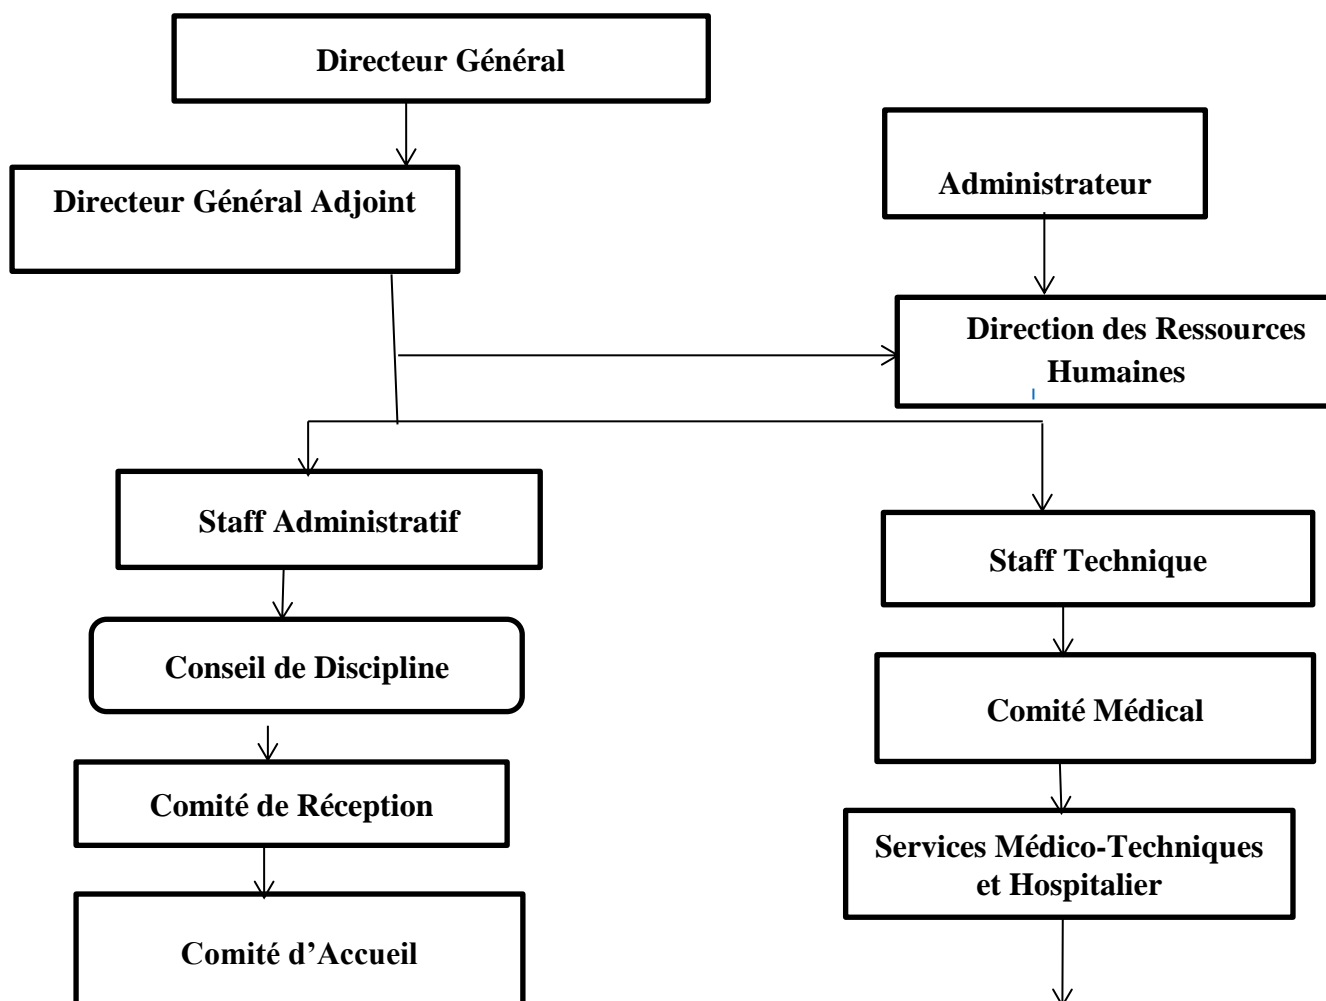 Directeur Général
Administrateur
Directeur Général Adjoint
Direction des Ressources
Humaines
Staff Administratif
Staff Technique
Conseil de Discipline
Comité Médical
Comité de Réception
Services Médico-Techniques
et Hospitalier
Comité d’Accueil